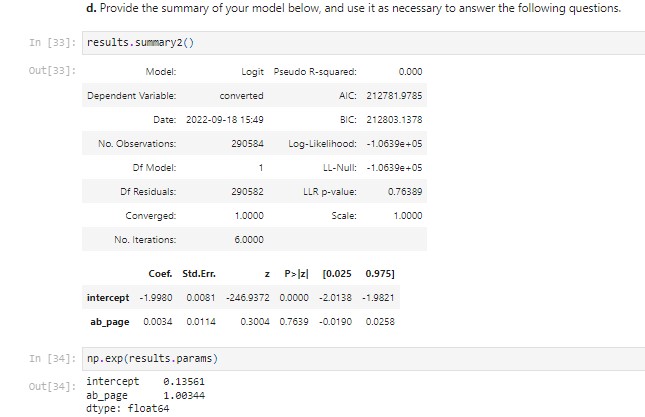 d. Provide the summary of your model below, and use it as necessary to answer the following questions.
In [33]: results.summary2()
Out[33]:
Model: Logit Pseudo R-squared: 0.000
Dependent Variable: converted AIC: 212781.9785
Date: 2022-09-18 15:49 BIC: 212803.1378
No. Observations: 290584 Log-Likelihood: -1.0639e+05
Df Model: 1 LL-Null: -1.0639e+05
Df Residuals: 290582 LLR p-value: 0.76389
Converged: 1.0000 Scale: 1.0000
No. Iterations: 6.0000
Coef. Std.Err. z P>|z| [0.025 0.975]
intercept -1.9980 0.0081 -246.9372 0.0000 -2.0138 -1.9821
ab_page 0.0034 0.0114 0.3004 0.7639 -0.0190 0.0258
In [34]: np.exp(results.params)
Out[34]: intercept 0.13561
ab_page 1.00344
dtype: float64